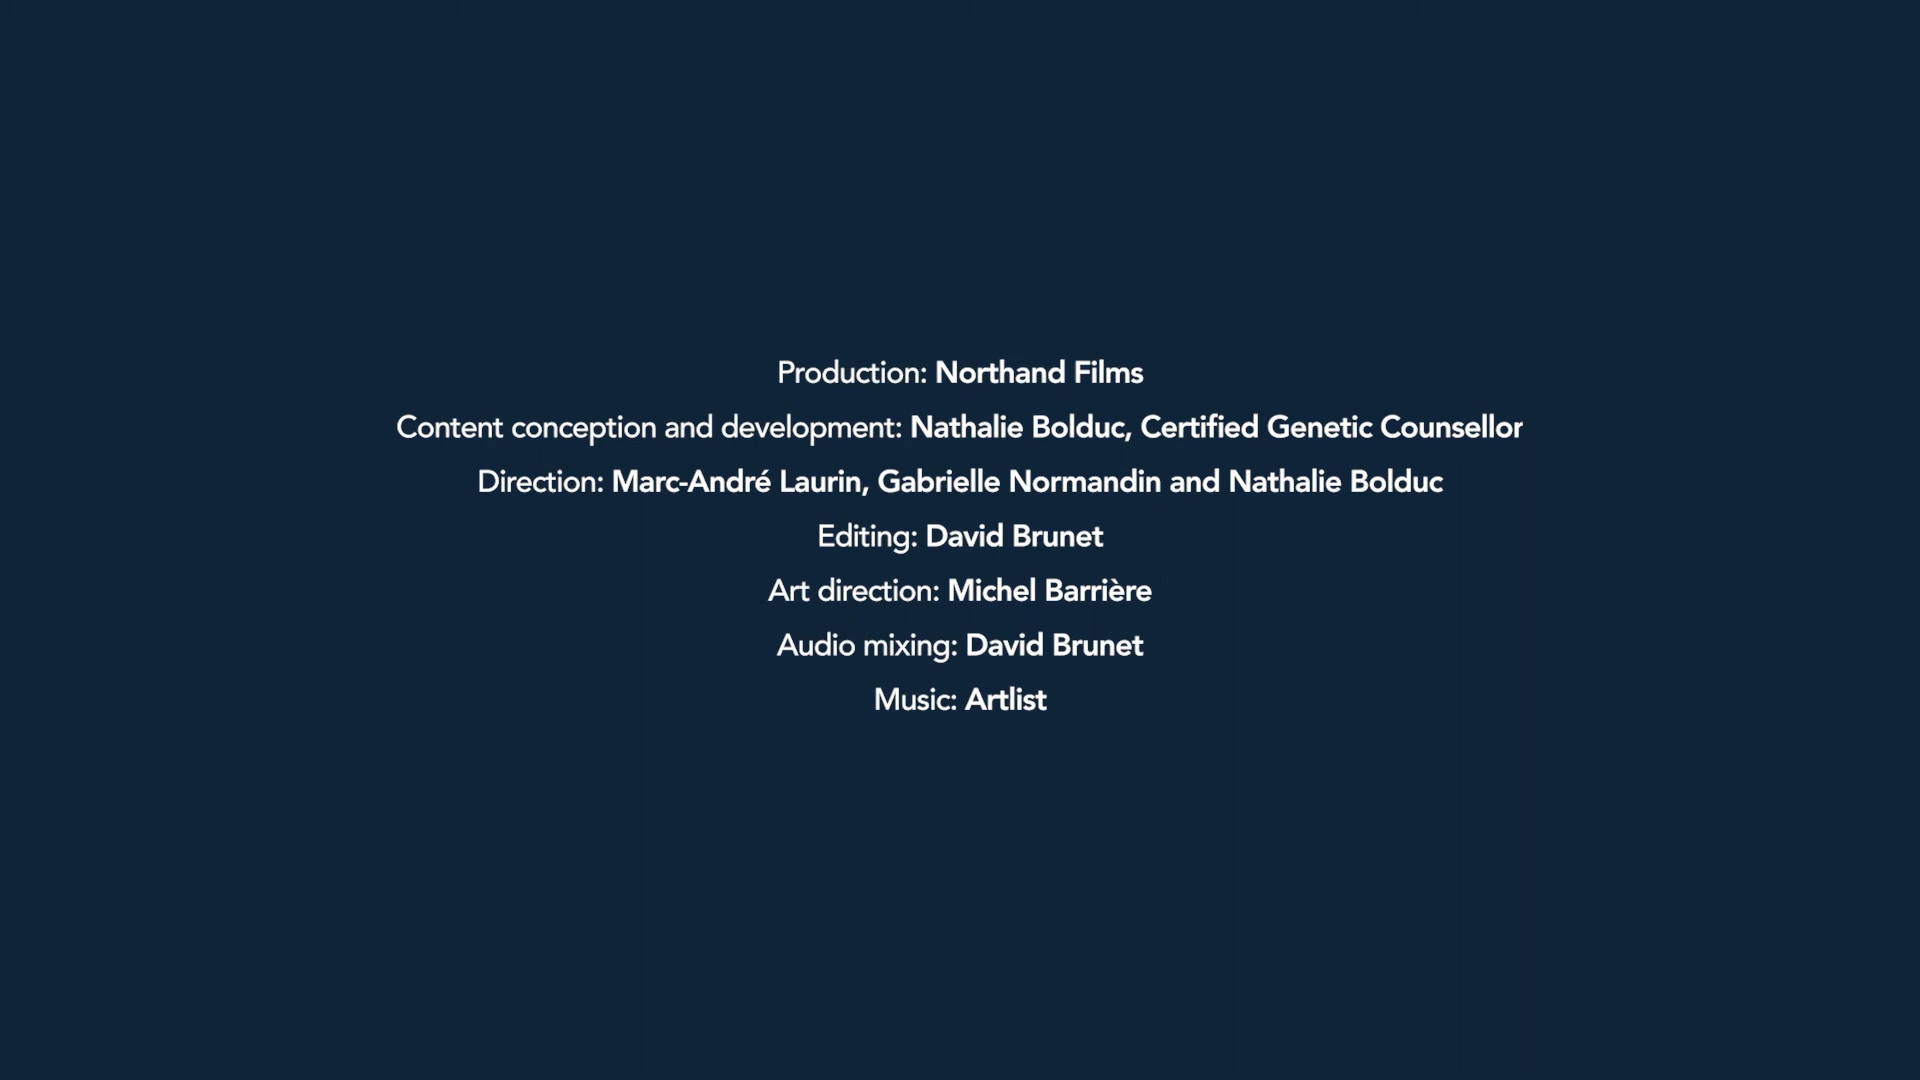 Production: Northand Films
Content conception and development: Nathalie Bolduc, Certified Genetic Counsellor
Direction: Marc-André Laurin, Gabrielle Normandin and Nathalie Bolduc
Editing: David Brunet
Art direction: Michel Barrière
Audio mixing: David Brunet
Music: Artlist